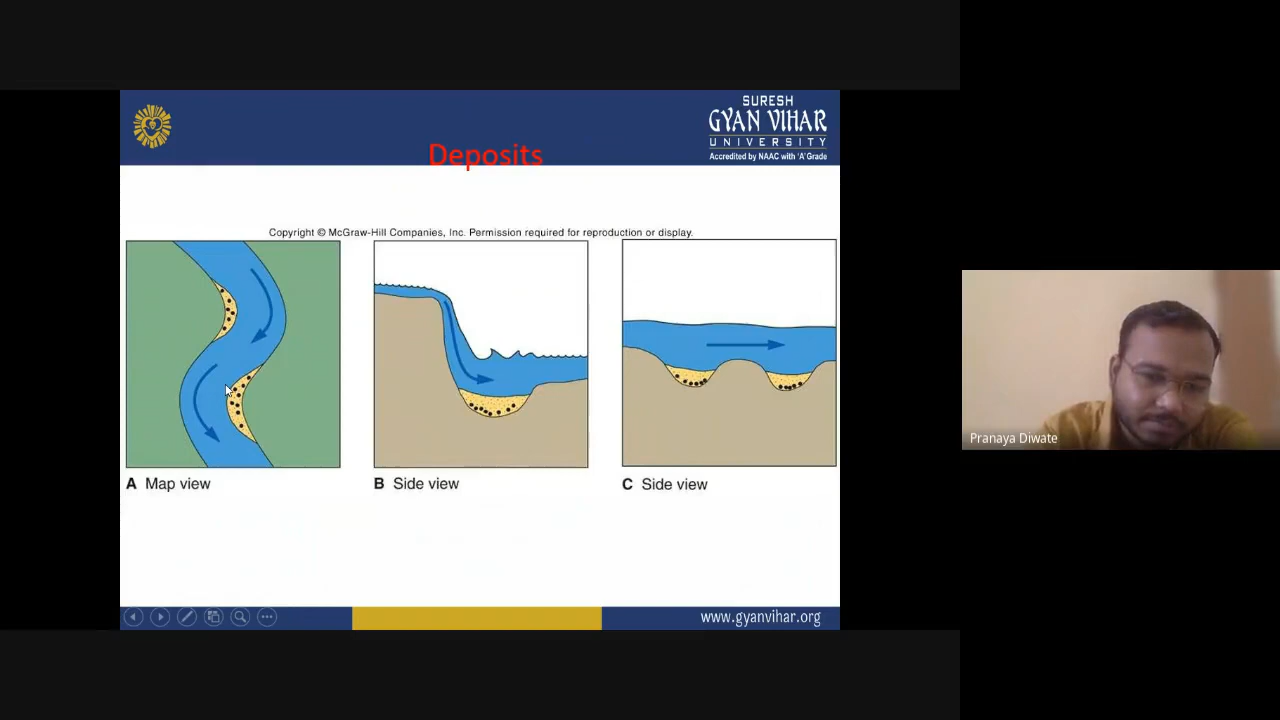 SURESH
GYAN VIHAR
UNIVERSITY
Accredited by NAAC with 'A' Grade
Deposits
Copyright © McGraw-Hill Companies, Inc. Permission required for reproduction or display.
A Map view
B Side view
C Side view
www.gyanvihar.org
Pranaya Diwate